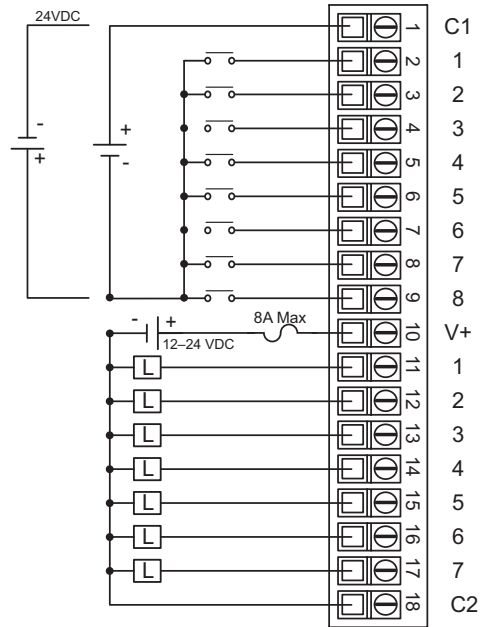 24VDC
1 C1
2 1
3 2
- + 4 3
+ - 5 4
6 5
7 6
8 7
9 8
- + 8A Max 10 V+
12–24 VDC
L 11 1
L 12 2
L 13 3
L 14 4
L 15 5
L 16 6
L 17 7
18 C2